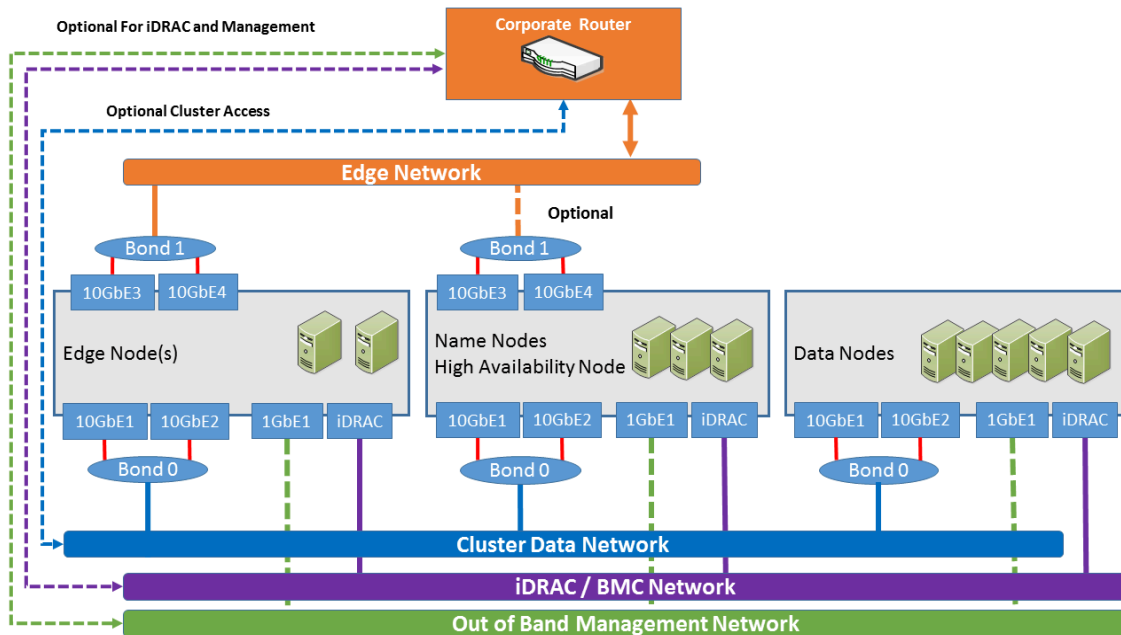 Optional For iDRAC and Management
Corporate Router
Optional Cluster Access
Edge Network
Optional
Bond 1
Bond 1
10GbE3
10GbE4
10GbE3
10GbE4
Edge Node(s)
Name Nodes
High Availability Node
Data Nodes
10GbE1
10GbE2
1GbE1
iDRAC
10GbE1
10GbE2
1GbE1
iDRAC
10GbE1
10GbE2
1GbE1
iDRAC
Bond 0
Bond 0
Bond 0
Cluster Data Network
iDRAC / BMC Network
Out of Band Management Network